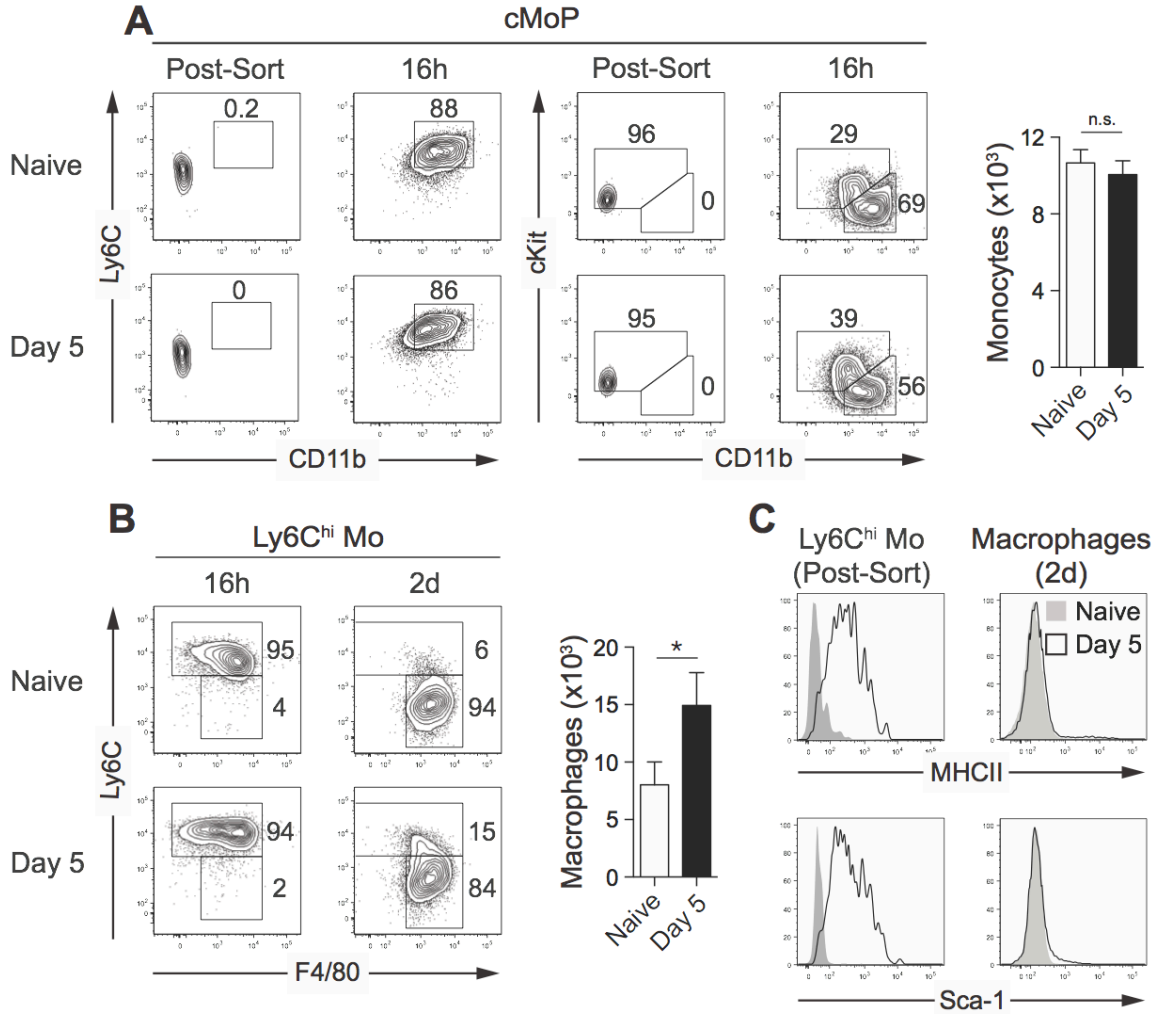 A
cMoP
Post-Sort 16h Post-Sort 16h
Naive
Day 5
Ly6C
0.2 88
0 86
CD11b
cKit
96 0 29 69
95 0 39 56
CD11b
n.s.
Monocytes (x10³)
12
8
4
0
Naive Day 5
B
Ly6Cʰⁱ Mo
16h 2d
Naive
Day 5
Ly6C
95 6
4 94
94 15
2 84
F4/80
*
Macrophages (x10³)
20
15
10
5
0
Naive Day 5
C
Ly6Cʰⁱ Mo
(Post-Sort)
Macrophages
(2d)
Naive
Day 5
MHCII
Sca-1